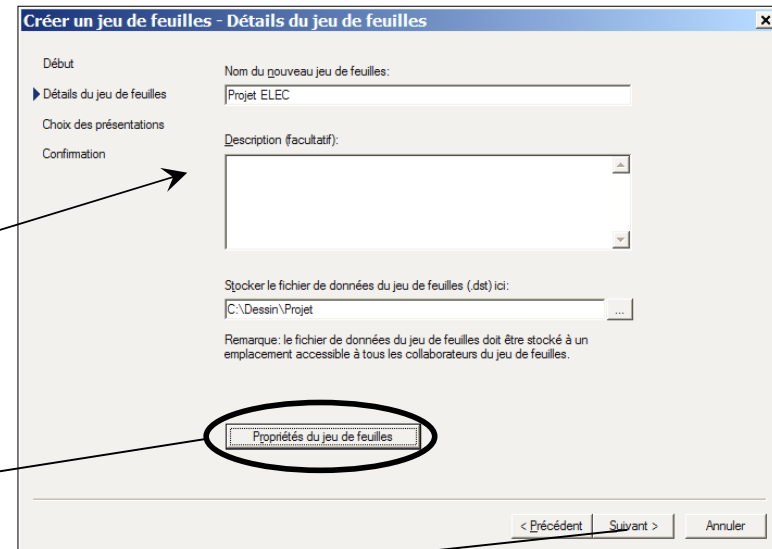 Créer un jeu de feuilles - Détails du jeu de feuilles
Début
Détails du jeu de feuilles
Choix des présentations
Confirmation
Nom du nouveau jeu de feuilles:
Projet ELEC
Description (facultatif):
Stocker le fichier de données du jeu de feuilles (.dst) ici:
C:\Dessin\Projet
...
Remarque: le fichier de données du jeu de feuilles doit être stocké à un
emplacement accessible à tous les collaborateurs du jeu de feuilles.
Propriétés du jeu de feuilles
< Précédent
Suivant >
Annuler